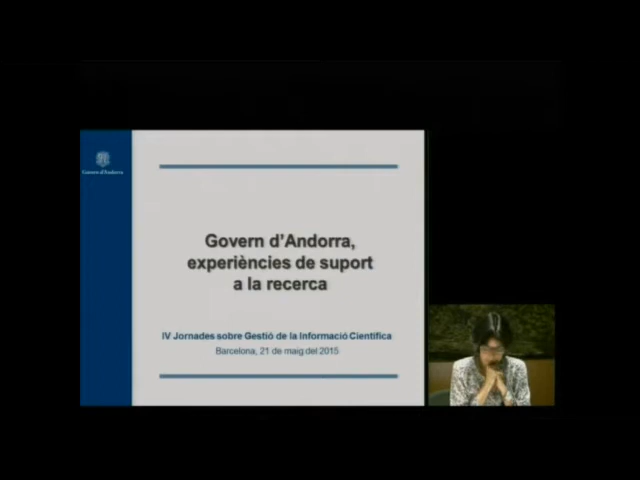 Govern d'Andorra
Govern d'Andorra,
experiències de suport
a la recerca
IV Jornades sobre Gestió de la Informació Científica
Barcelona, 21 de maig del 2015